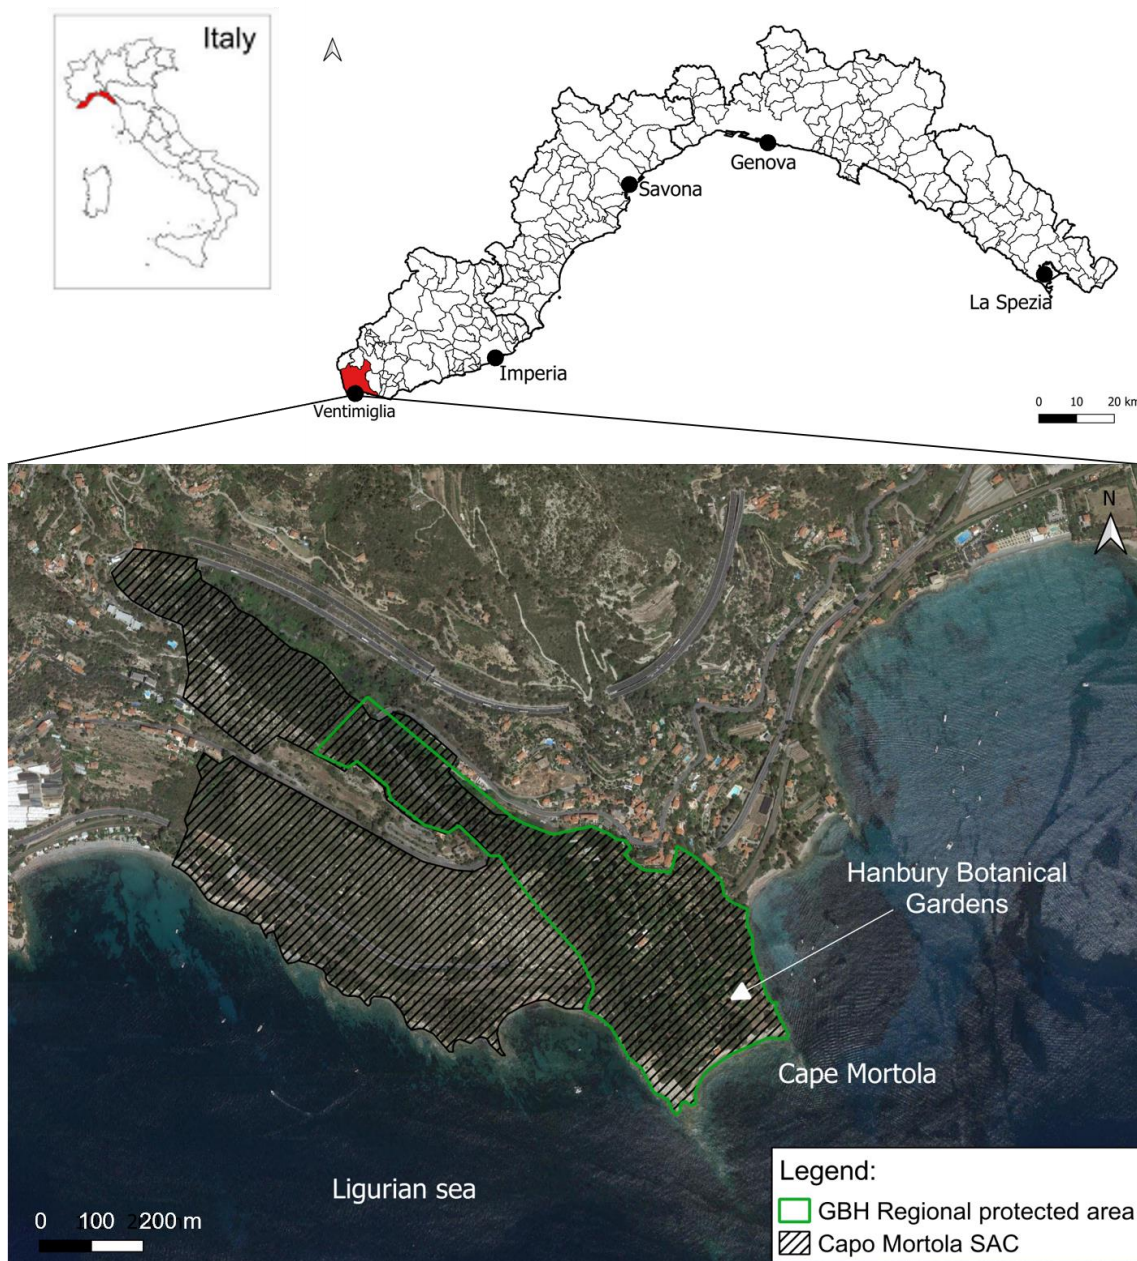 Italy
Genova
Savona
La Spezia
Imperia
Ventimiglia
0 10 20 km
N
Hanbury Botanical
Gardens
Cape Mortola
Ligurian sea
0 100 200 m
Legend:
GBH Regional protected area
Capo Mortola SAC